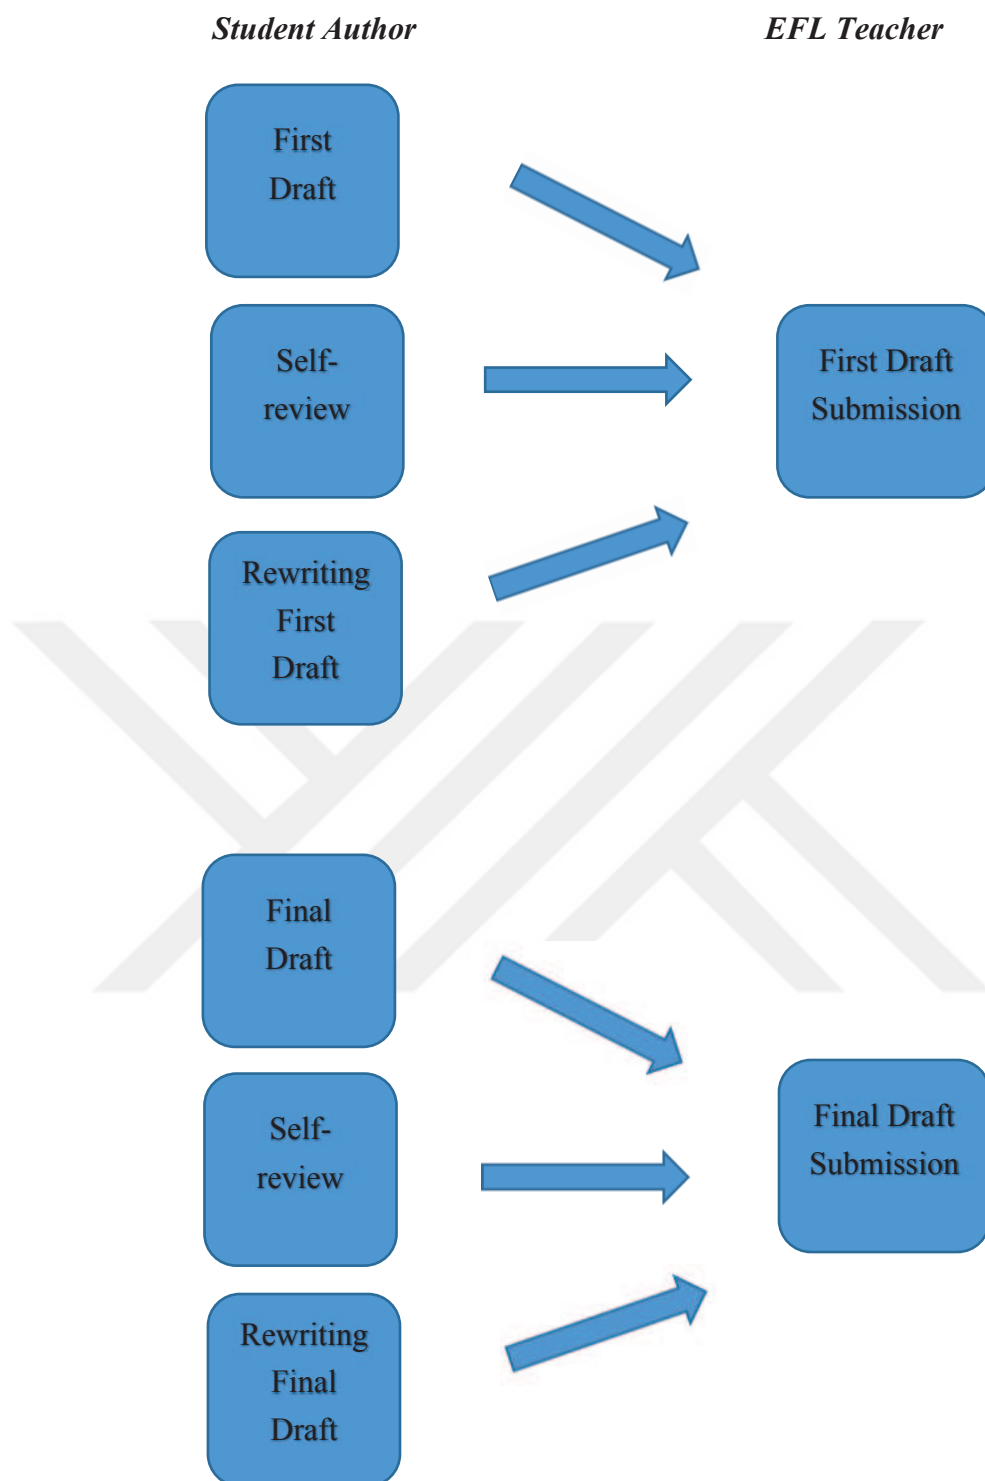 Student Author
EFL Teacher
First
Draft
Self-
review
First Draft
Submission
Rewriting
First
Draft
Final
Draft
Self-
review
Final Draft
Submission
Rewriting
Final
Draft